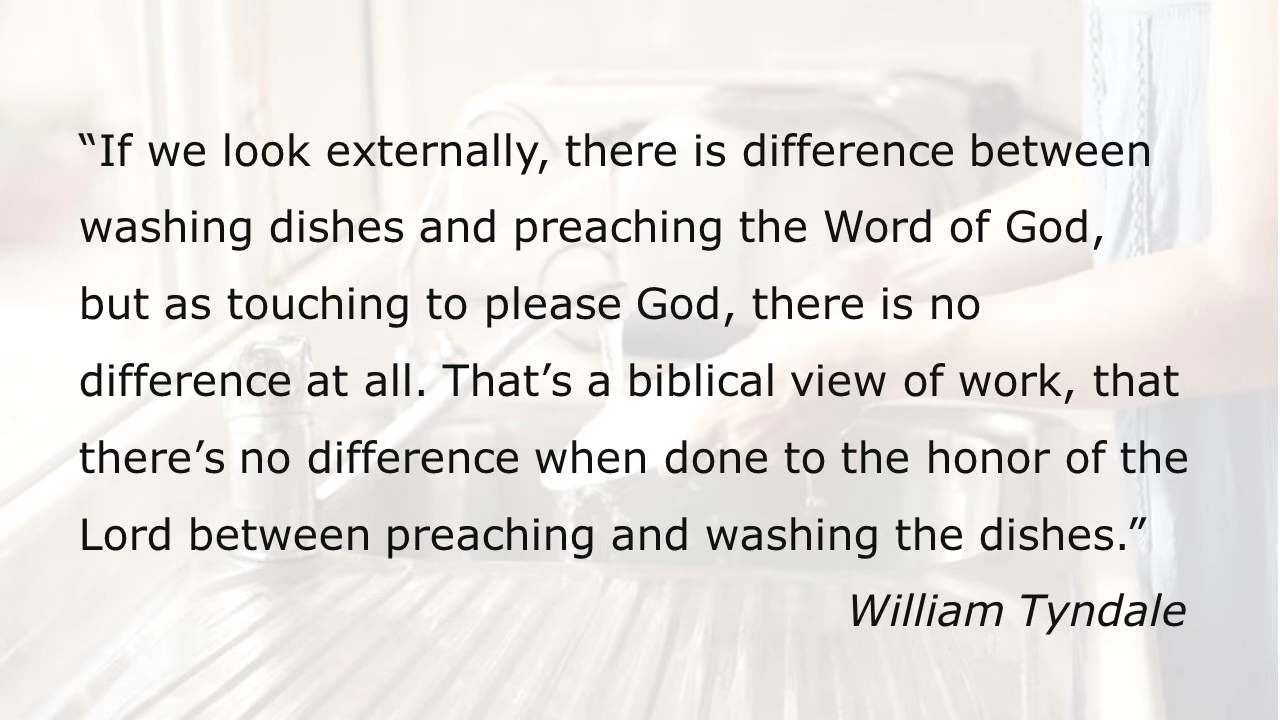 “If we look externally, there is difference between
washing dishes and preaching the Word of God,
but as touching to please God, there is no
difference at all. That’s a biblical view of work, that
there’s no difference when done to the honor of the
Lord between preaching and washing the dishes.”
William Tyndale